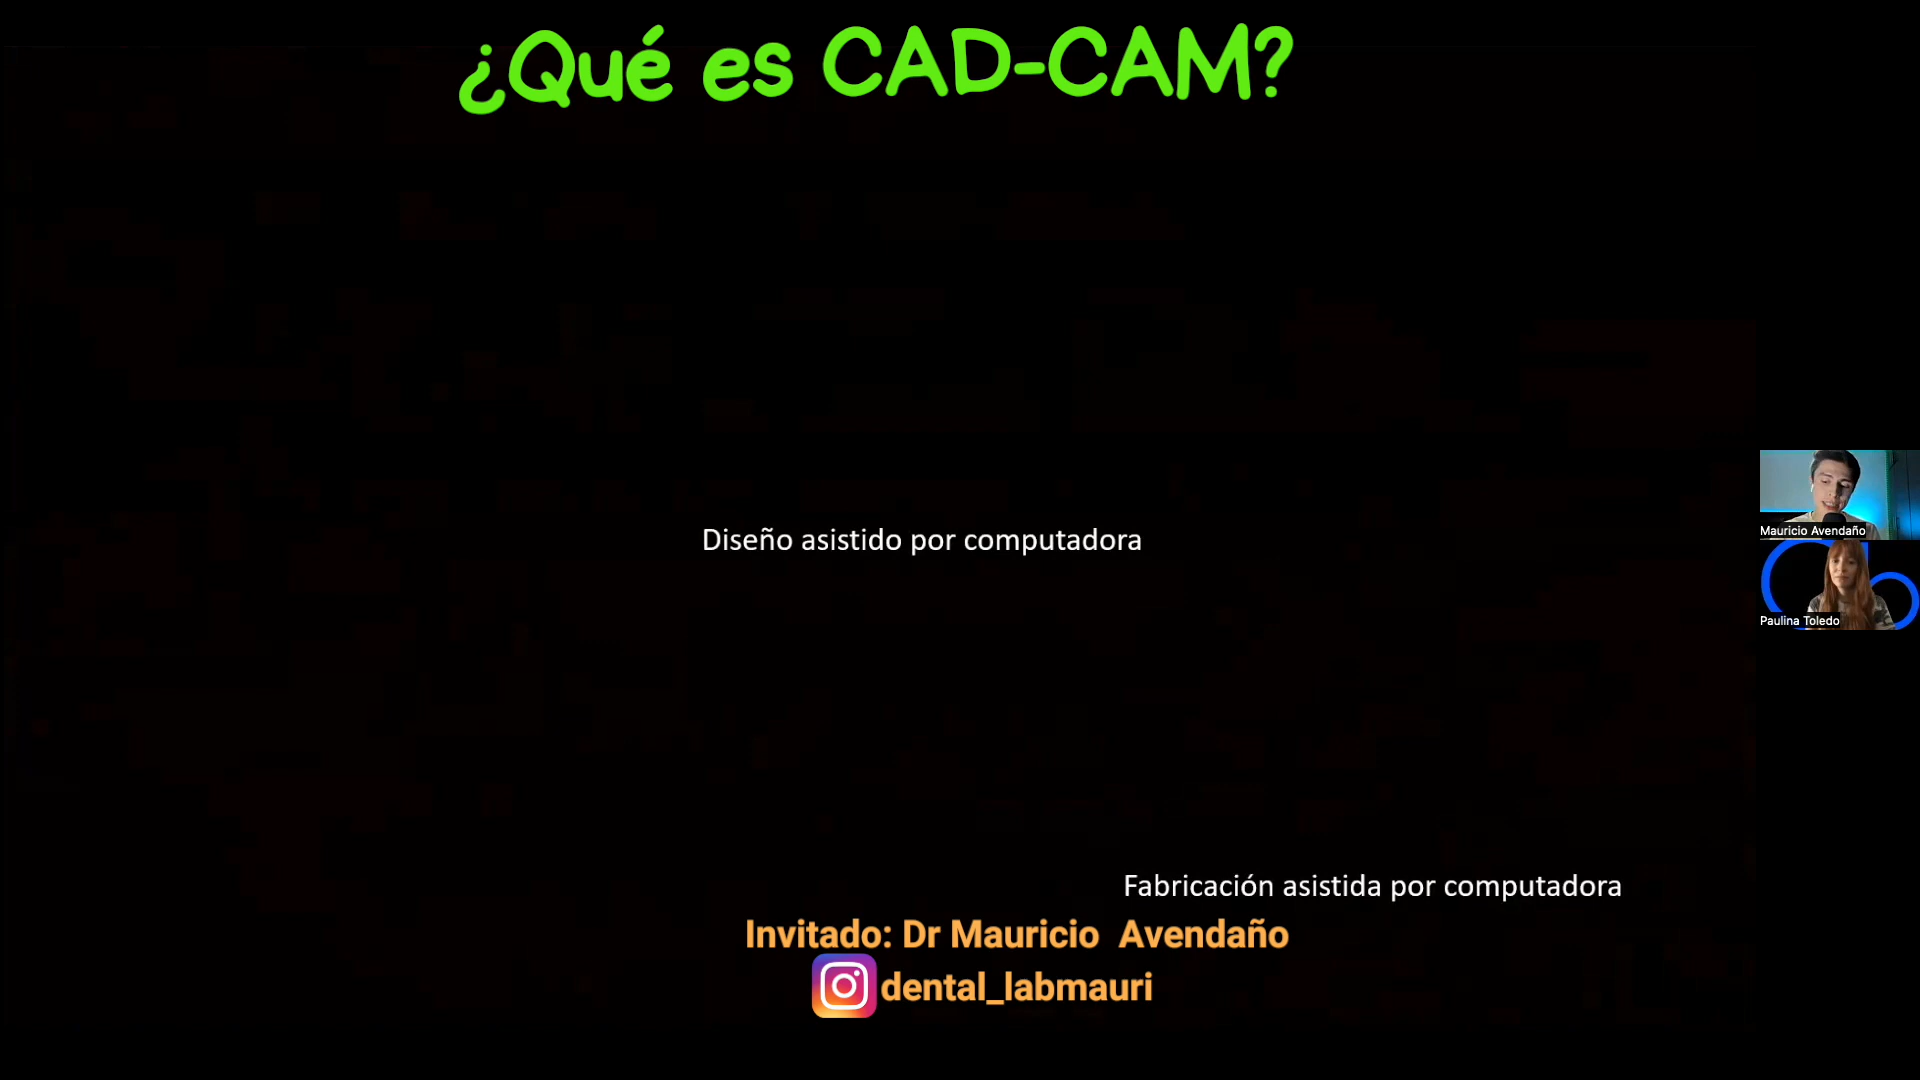 ¿Qué es CAD-CAM?
Diseño asistido por computadora
Mauricio Avendaño
Paulina Toledo
Fabricación asistida por computadora
Invitado: Dr Mauricio Avendaño
dental_labmauri